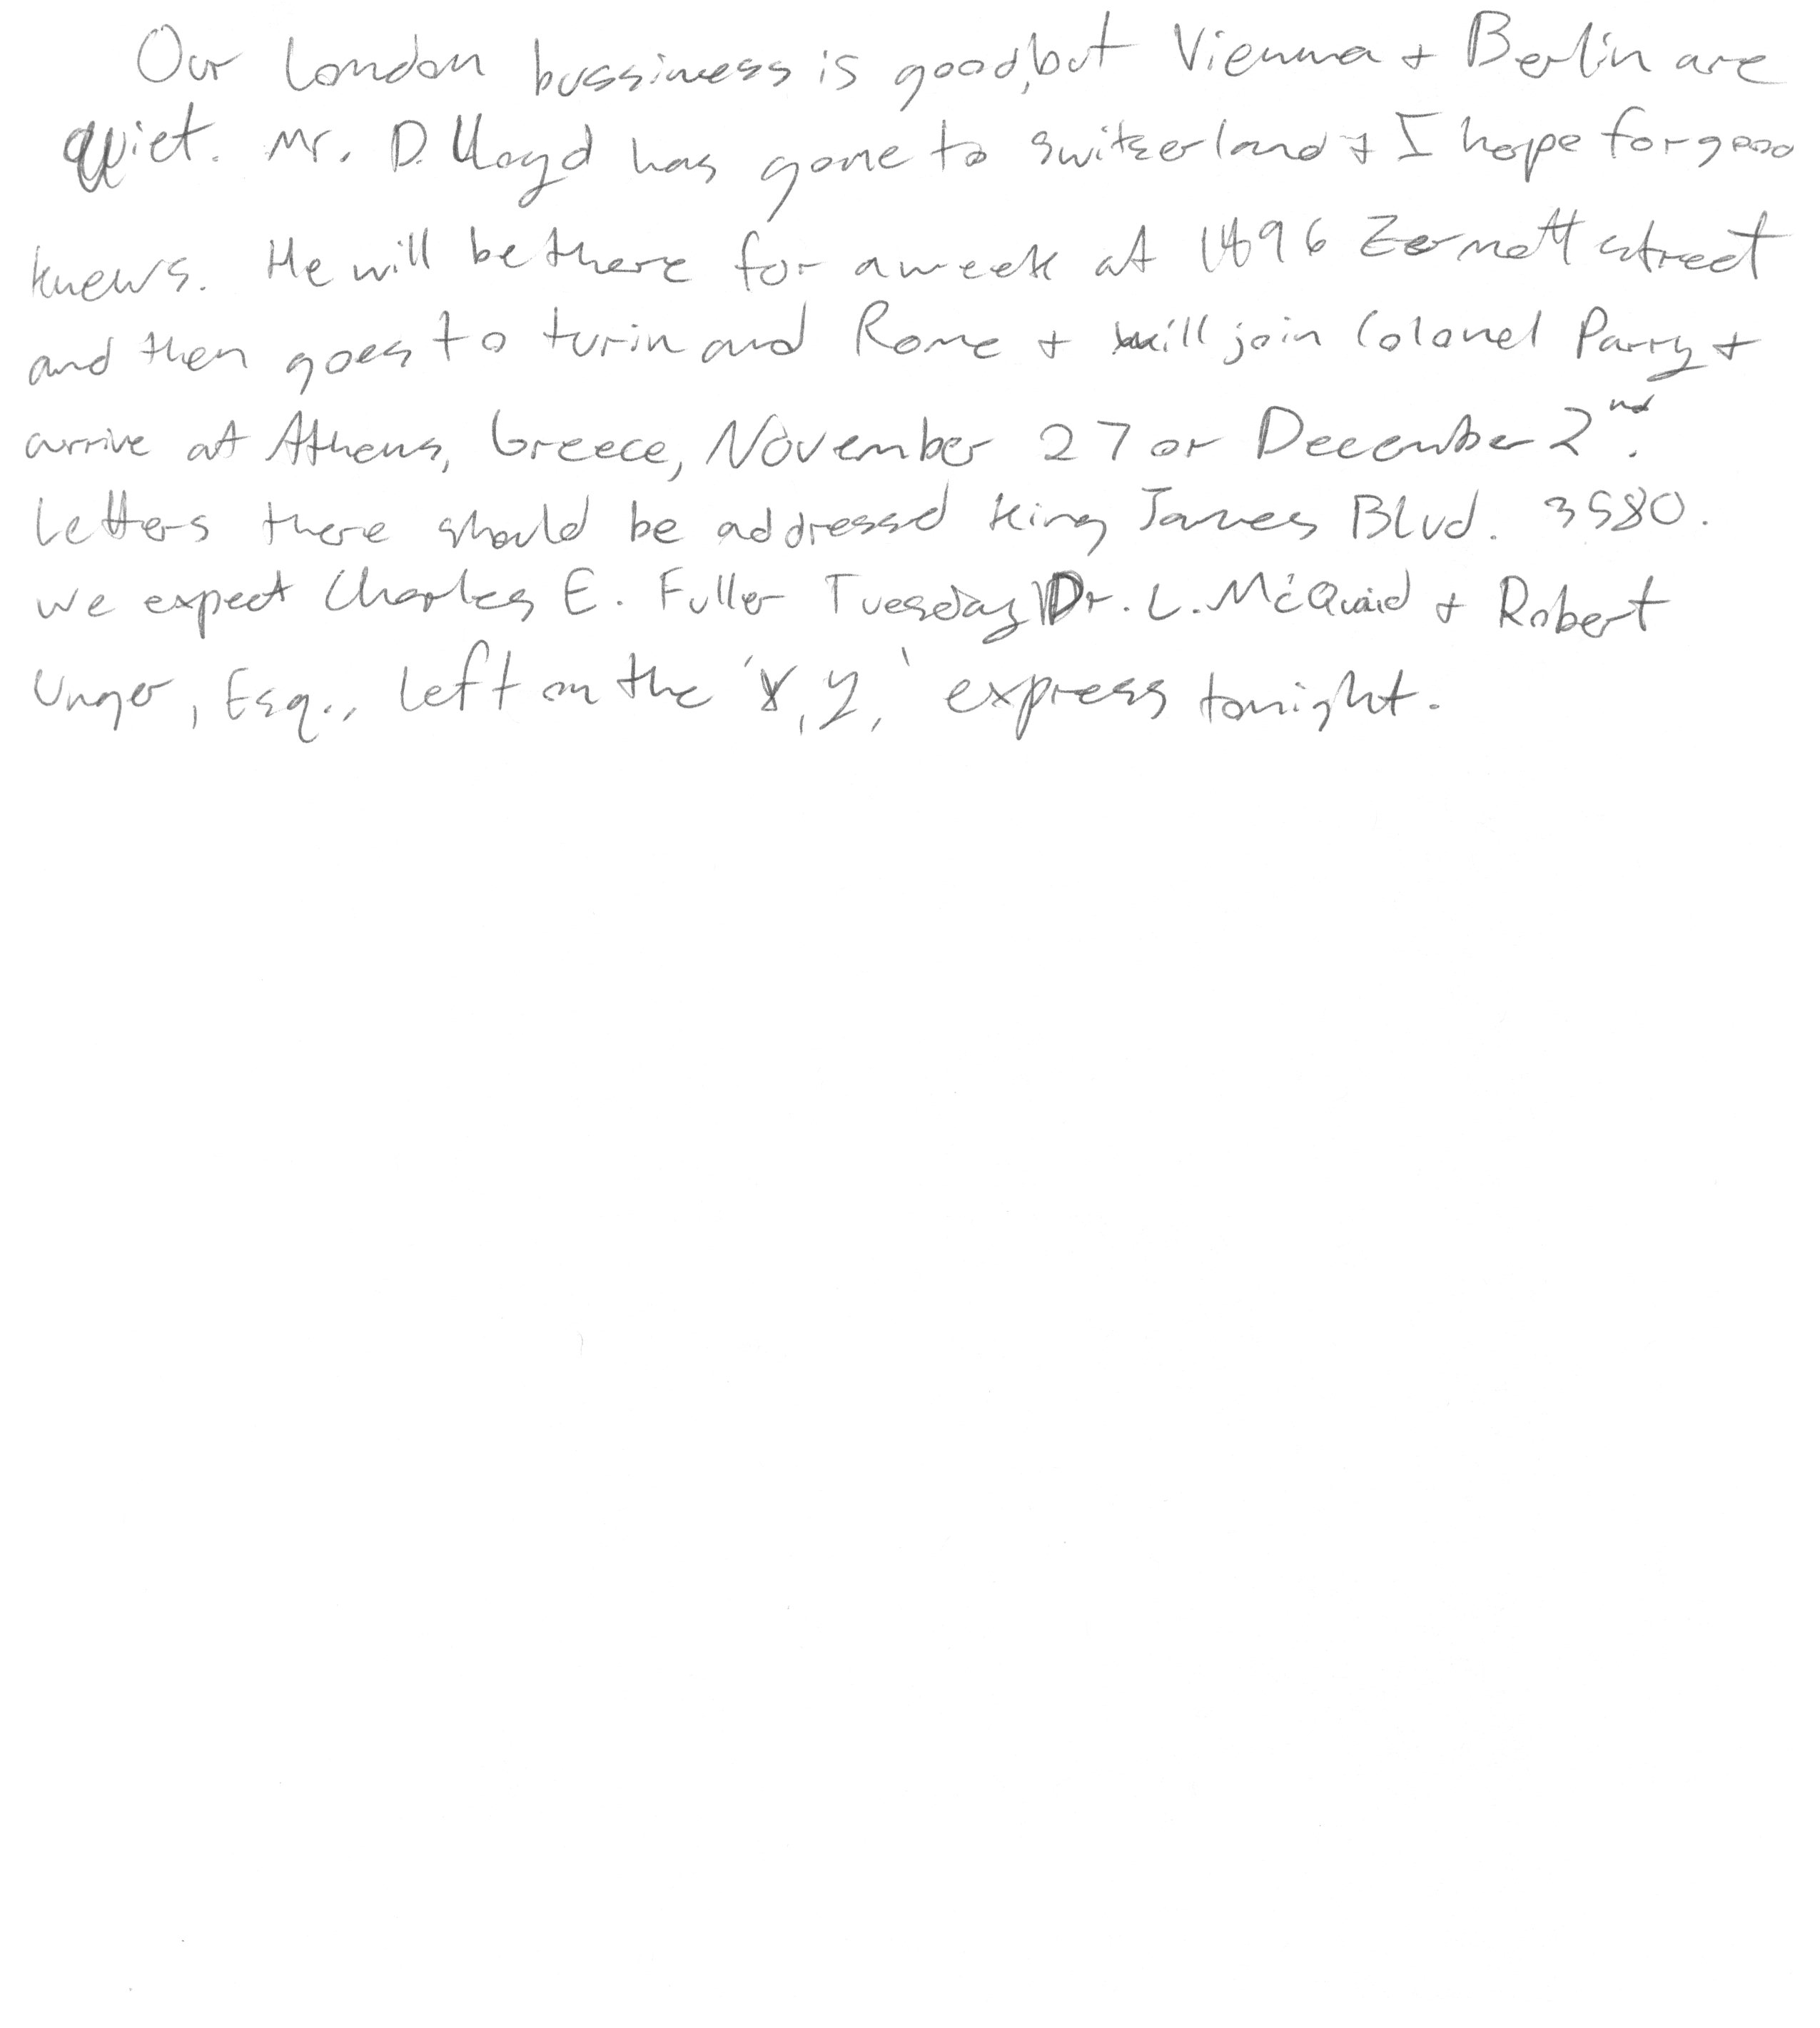 Our London bussiness is good, but Vienna + Berlin are
quiet. Mr. D. Lloyd has gone to Switzerland + I hope for good
knews. He will be there for a week at 1496 Zermott street
and then goes to turin and Rome + will join Colonel Parry +
arrive at Athens, Greece, November 27 or December 2nd.
Letters there should be addressed King James Blvd. 3580.
We expect Charles E. Fuller Tuesday Dr. L. McQuaid + Robert
Unger, Esq., left on the 'X, Y,' express tonight.